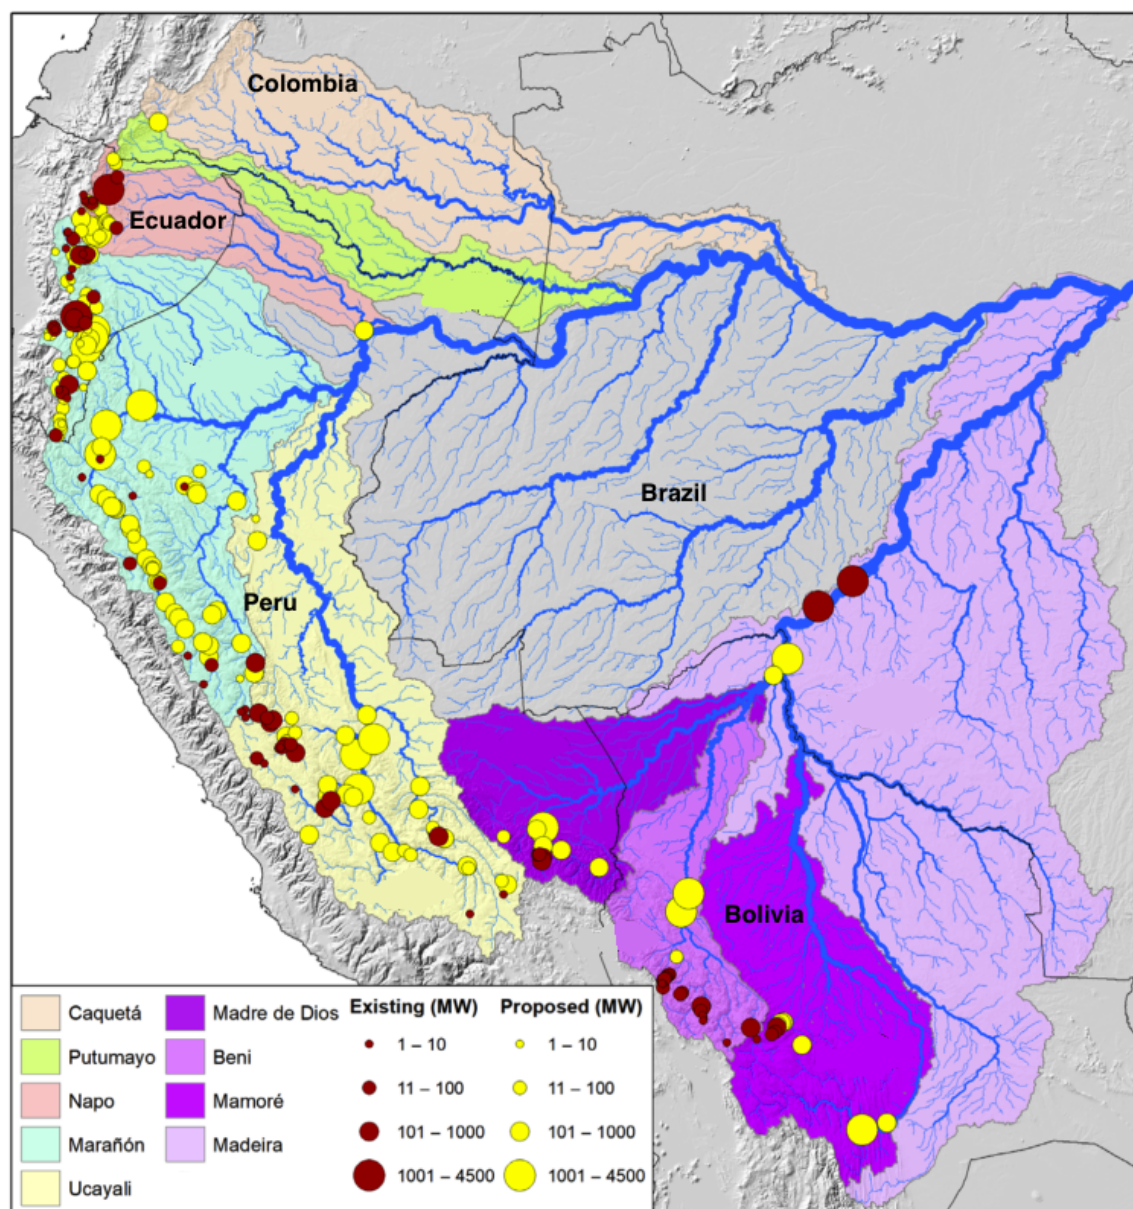 Colombia
Ecuador
Brazil
Peru
Bolivia
Caquetá
Putumayo
Napo
Marañón
Ucayali
Madre de Dios
Beni
Mamoré
Madeira
Existing (MW)
1 – 10
11 – 100
101 – 1000
1001 – 4500
Proposed (MW)
1 – 10
11 – 100
101 – 1000
1001 – 4500